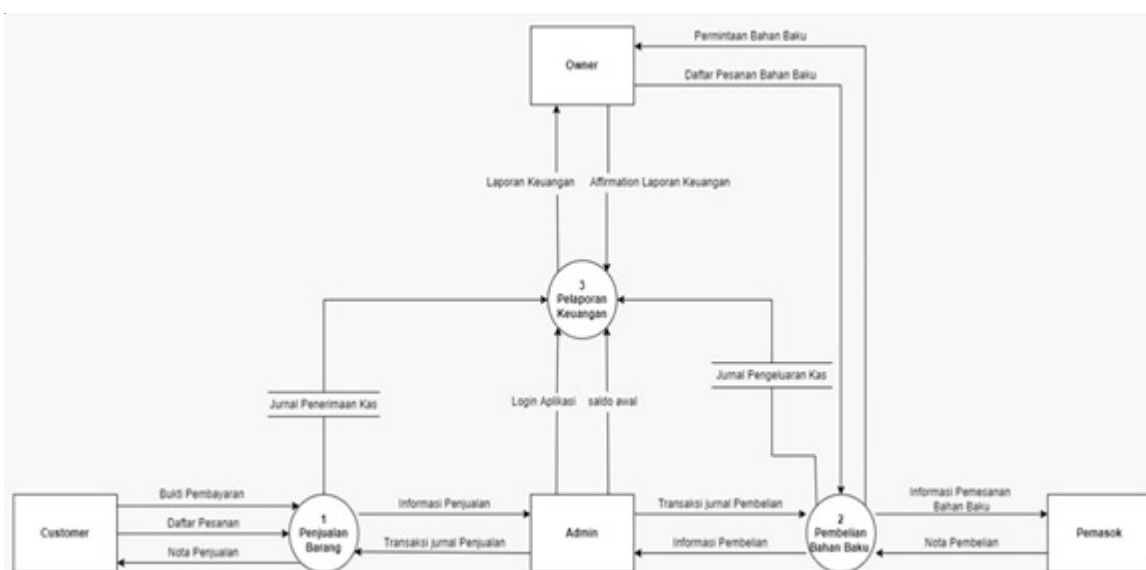 Permintaan Bahan Baku
Owner
Daftar Pesanan Bahan Baku
Laporan Keuangan
Affirmation Laporan Keuangan
3
Pelaporan
Keuangan
Jurnal Pengeluaran Kas
Jurnal Penerimaan Kas
Login Aplikasi
saldo awal
Bukti Pembayaran
Informasi Penjualan
Transaksi jurnal Pembelian
Informasi Pemesanan
Bahan Baku
Customer
Daftar Pesanan
1
Penjualan
Barang
Admin
2
Pembelian
Bahan Baku
Pemasok
Nota Penjualan
Transaksi jurnal Penjualan
Informasi Pembelian
Nota Pembelian